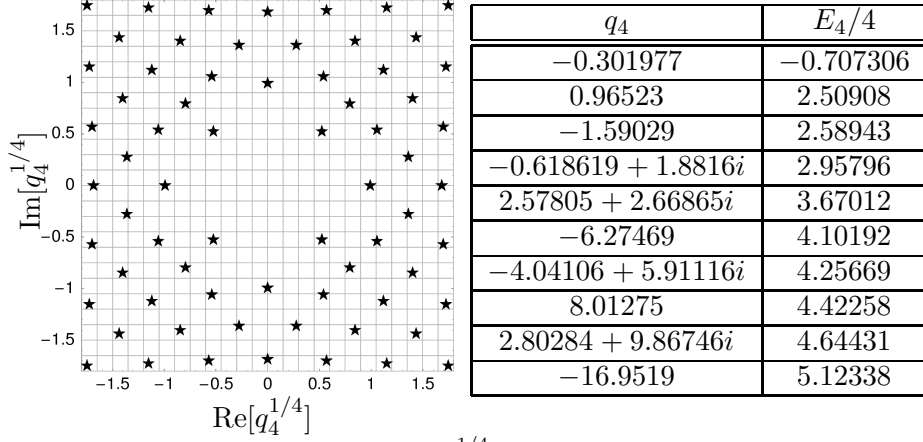 1.5
1
0.5
0
−0.5
−1
−1.5
Im[q_4^{1/4}]
−1.5 −1 −0.5 0 0.5 1 1.5
Re[q_4^{1/4}]
q_4 E_4/4
−0.301977 −0.707306
0.96523 2.50908
−1.59029 2.58943
−0.618619 + 1.8816i 2.95796
2.57805 + 2.66865i 3.67012
−6.27469 4.10192
−4.04106 + 5.91116i 4.25669
8.01275 4.42258
2.80284 + 9.86746i 4.64431
−16.9519 5.12338
1/4